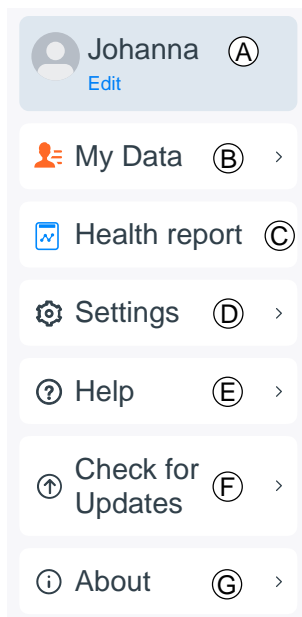 Johanna Ⓐ
Edit
My Data Ⓑ
Health report Ⓒ
Settings Ⓓ
Help Ⓔ
Check for
Updates Ⓕ
About Ⓖ